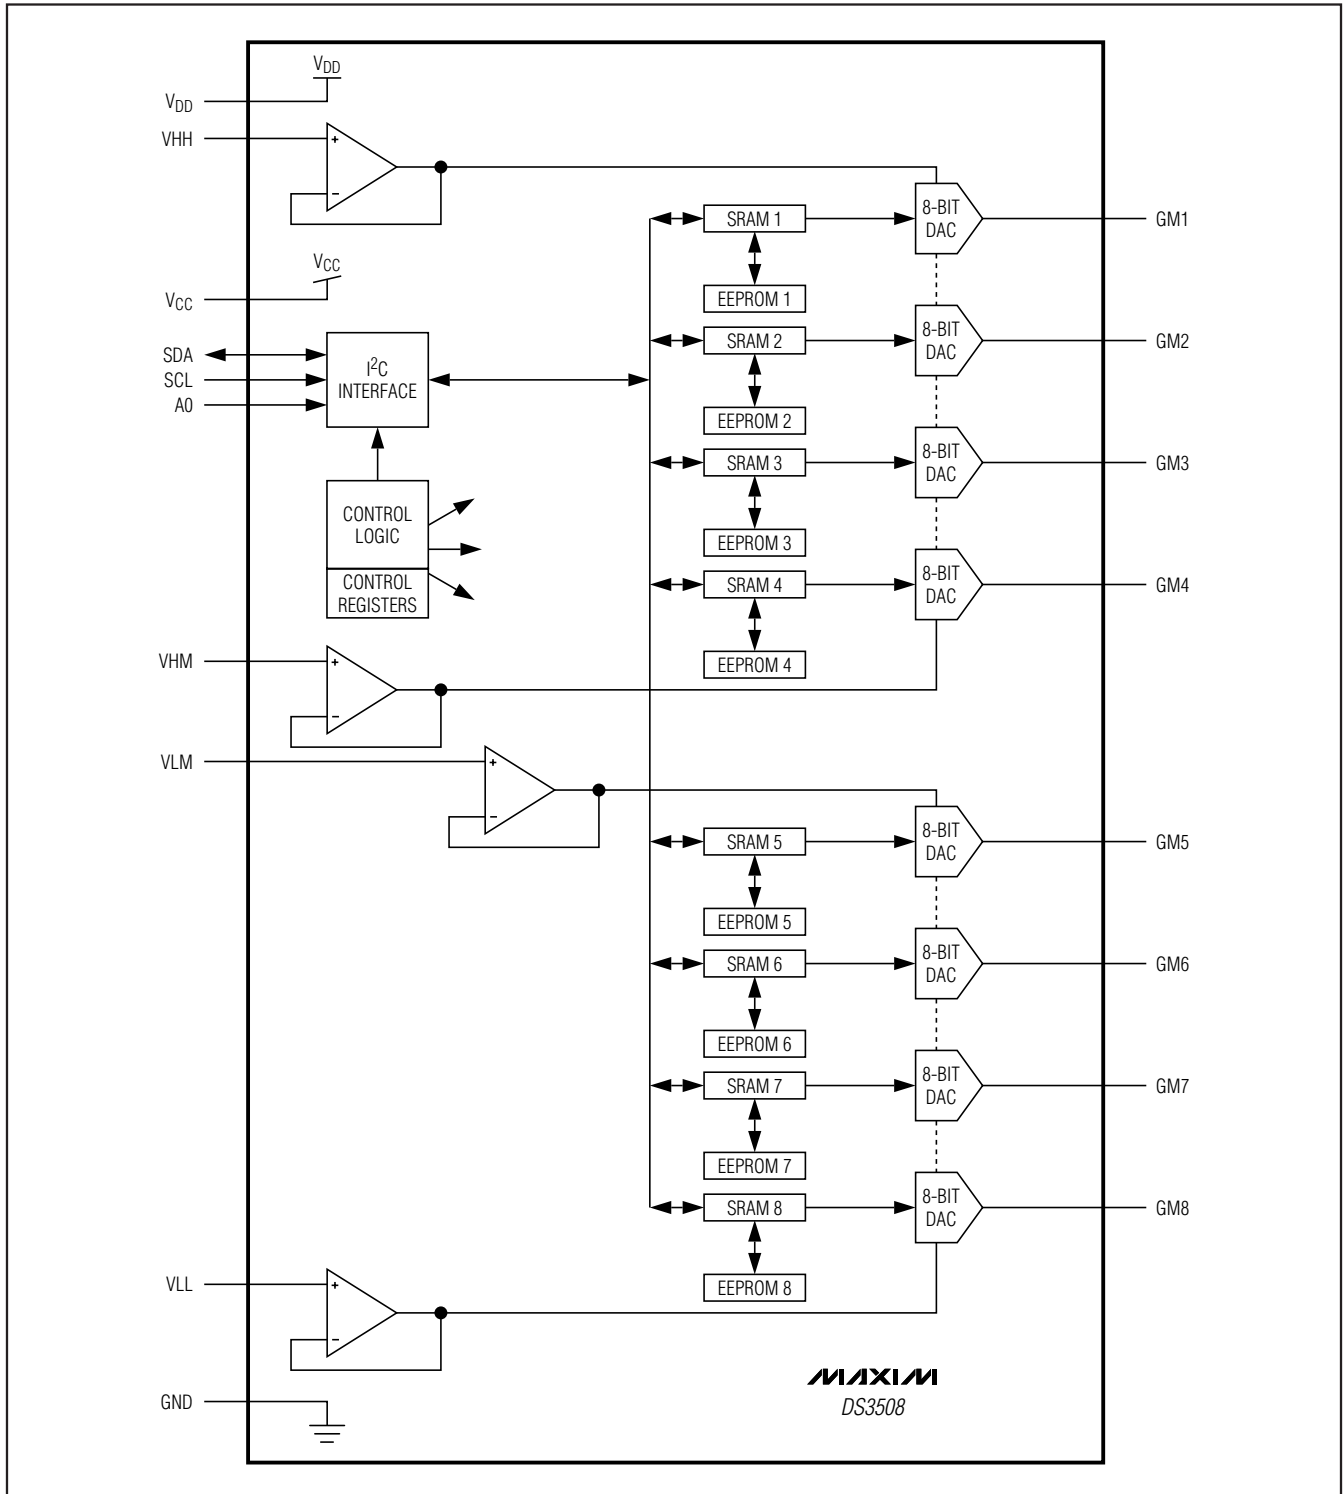 VDD
VDD
VHH
VCC
VCC
SDA
SCL
A0
I2C
INTERFACE
CONTROL
LOGIC
CONTROL
REGISTERS
VHM
VLM
VLL
GND
+
−
+
−
+
−
+
−
SRAM 1
EEPROM 1
8-BIT
DAC
GM1
SRAM 2
EEPROM 2
8-BIT
DAC
GM2
SRAM 3
EEPROM 3
8-BIT
DAC
GM3
SRAM 4
EEPROM 4
8-BIT
DAC
GM4
SRAM 5
EEPROM 5
8-BIT
DAC
GM5
SRAM 6
EEPROM 6
8-BIT
DAC
GM6
SRAM 7
EEPROM 7
8-BIT
DAC
GM7
SRAM 8
EEPROM 8
8-BIT
DAC
GM8
MAXIM
DS3508